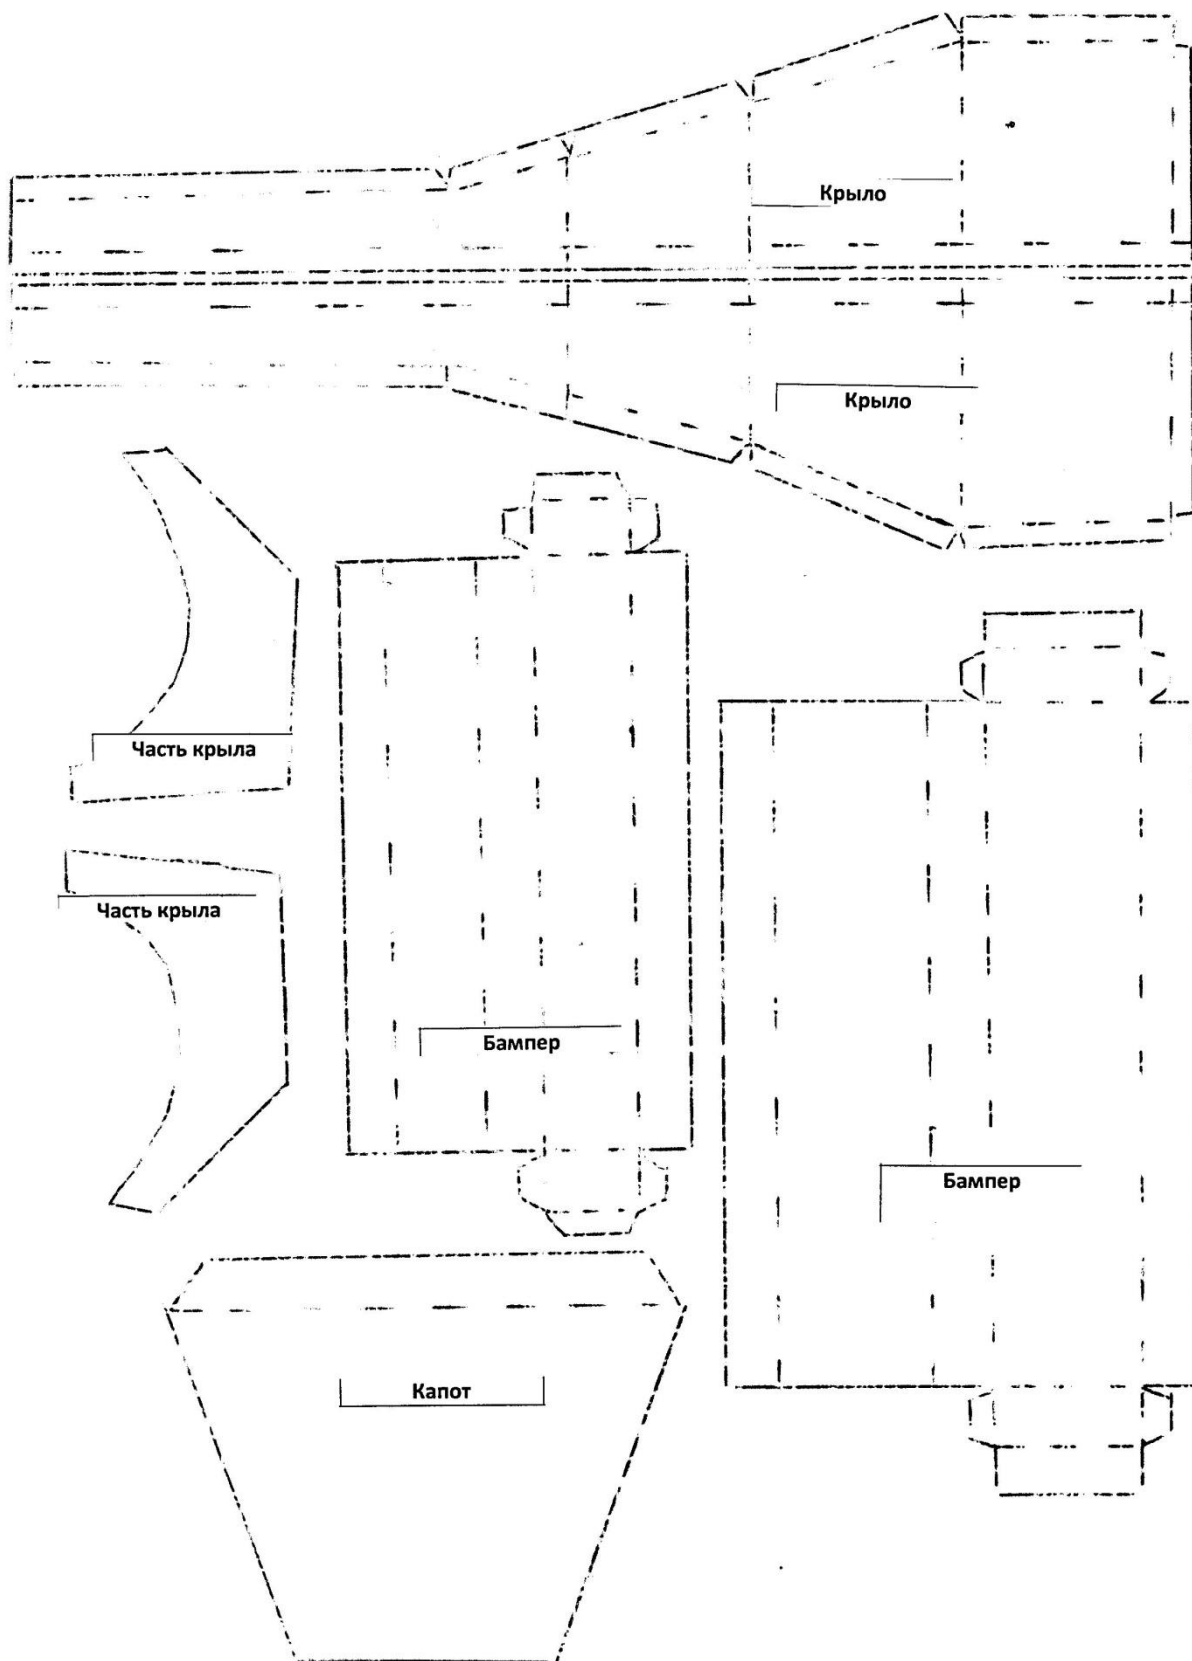 Крыло
Крыло
Часть крыла
Часть крыла
Бампер
Бампер
Капот